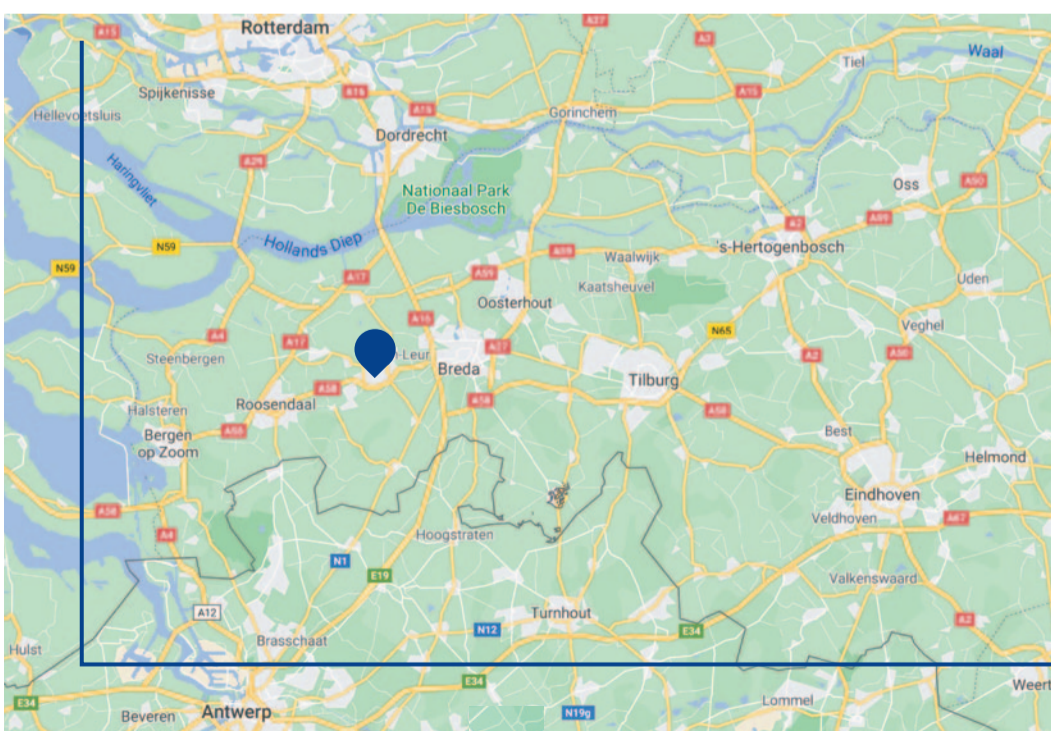 Rotterdam
A15
A27
A2
Waal
Tiel
Spijkenisse
A16
A15
A15
Hellevoetsluis
Gorinchem
Dordrecht
A29
Haringvliet
Nationaal Park
De Biesbosch
Oss
A50
A2
A59
N59
Hollands Diep
's-Hertogenbosch
A59
Waalwijk
N59
A17
A59
Kaatsheuvel
Uden
Oosterhout
A16
N65
Veghel
A4
A17
A27
A2
A50
Steenbergen
n-Leur
Breda
Tilburg
A58
Roosendaal
A58
A58
Halsteren
A58
Bergen
op Zoom
Best
Helmond
Eindhoven
A58
Veldhoven
A67
A4
Hoogstraten
N1
E19
Valkenswaard
A12
Turnhout
A2
N12
E34
Brasschaat
Hulst
E34
Weert
E34
Lommel
Beveren
Antwerp
N19g